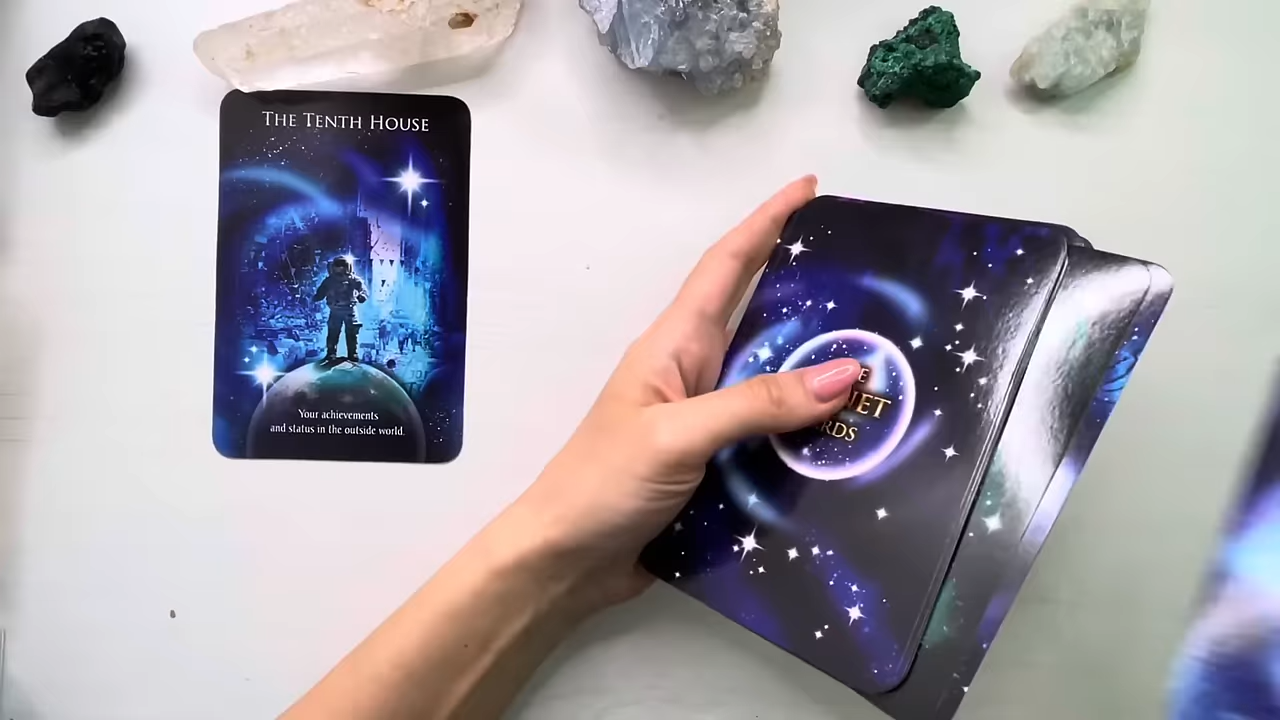 THE TENTH HOUSE
Your achievements
and status in the outside world.